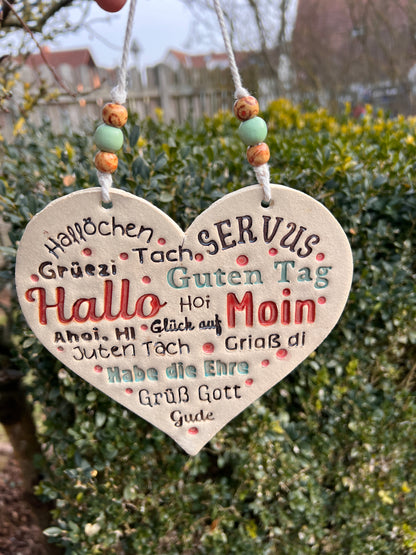 Hallöchen
Tach SERVUS
Grüezi
Guten Tag
Hallo Hoi Moin
Ahoi HI Glück auf
Juten Tach Griaß di
Habe die Ehre
Grüß Gott
Gude